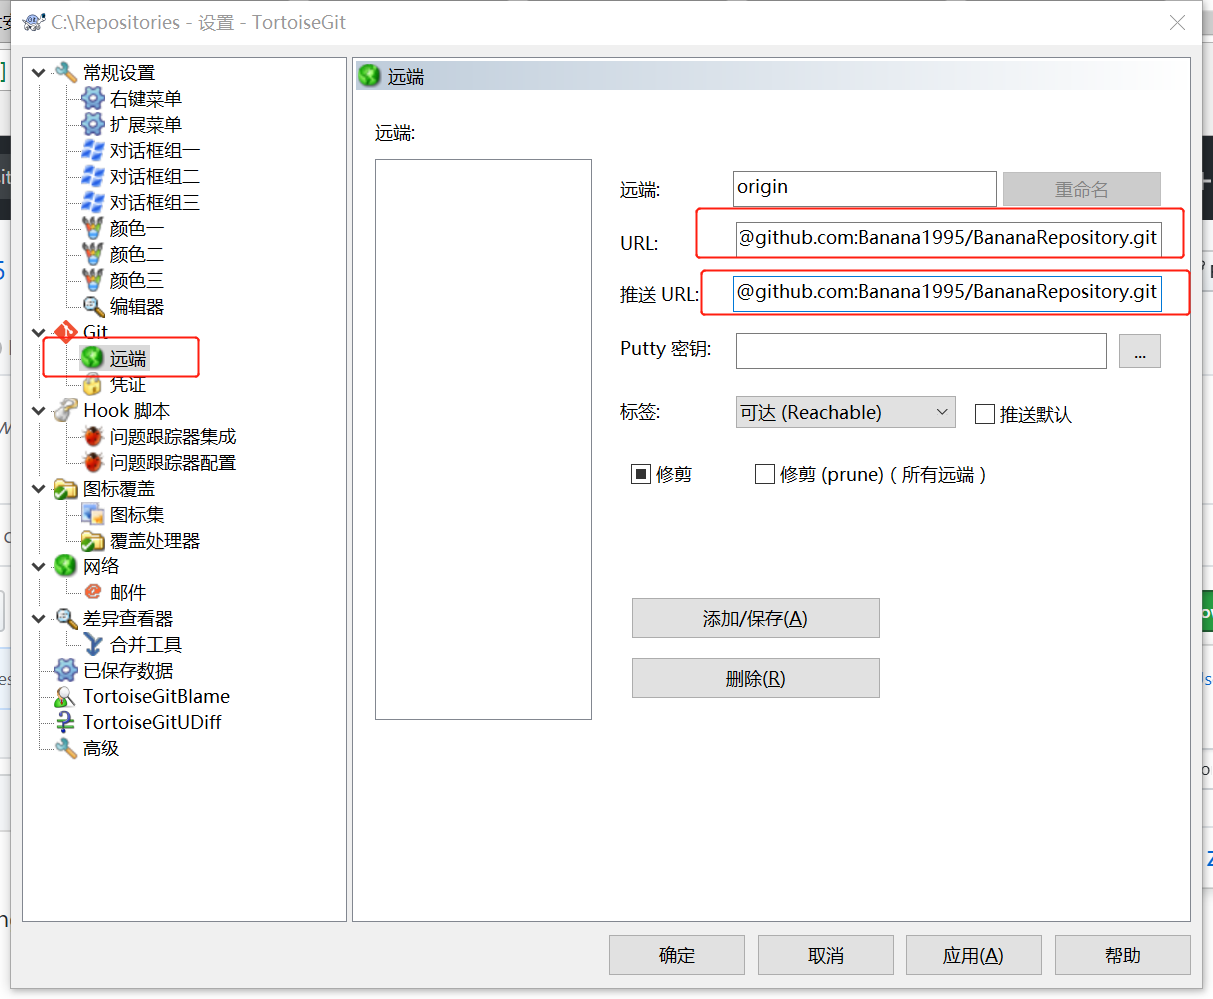 C:\Repositories - 设置 - TortoiseGit
常规设置
右键菜单
扩展菜单
对话框组一
对话框组二
对话框组三
颜色一
颜色二
颜色三
编辑器
Git
远端
凭证
Hook 脚本
问题跟踪器集成
问题跟踪器配置
图标覆盖
图标集
覆盖处理器
网络
邮件
差异查看器
合并工具
已保存数据
TortoiseGitBlame
TortoiseGitUDiff
高级
远端
远端:
远端: origin 重命名
URL: @github.com:Banana1995/BananaRepository.git
推送 URL: @github.com:Banana1995/BananaRepository.git
Putty 密钥: ...
标签: 可达 (Reachable) 推送默认
修剪 修剪 (prune) ( 所有远端 )
添加/保存(A)
删除(R)
确定 取消 应用(A) 帮助